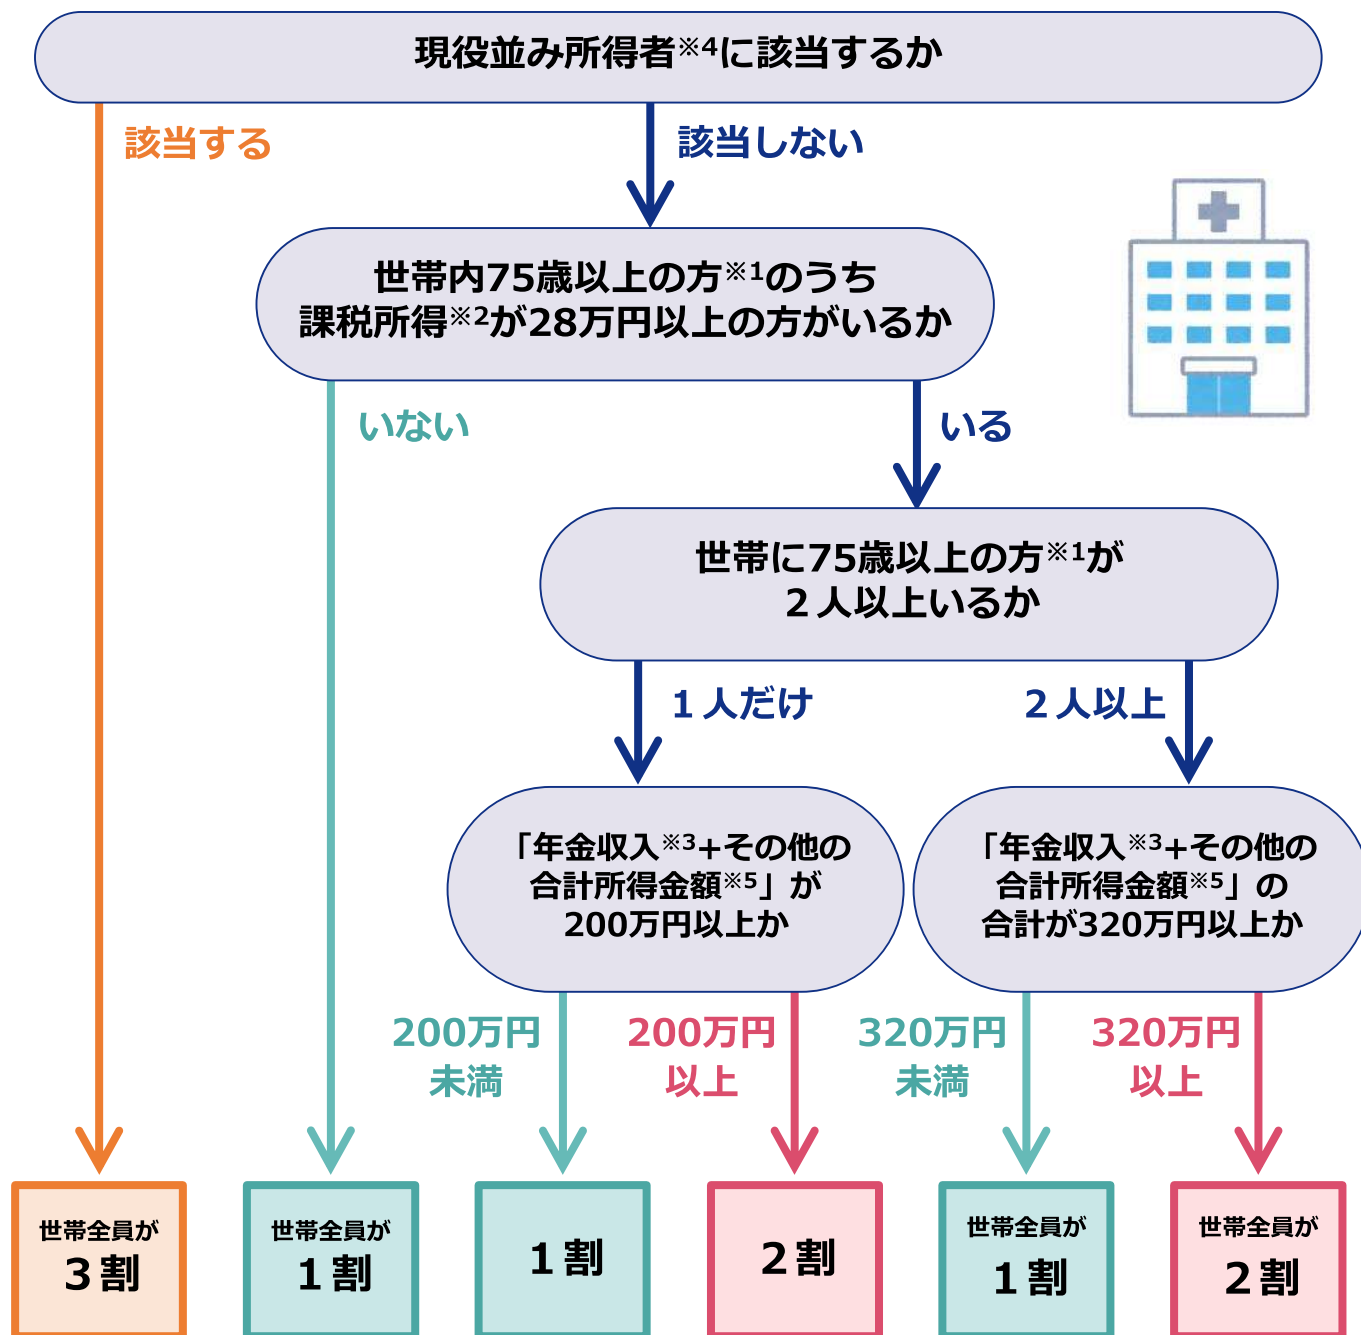 現役並み所得者※4に該当するか
該当する
該当しない
世帯内75歳以上の方※1のうち
課税所得※2が28万円以上の方がいるか
いない
いる
世帯に75歳以上の方※1が
２人以上いるか
１人だけ
２人以上
「年金収入※3+その他の
合計所得金額※5」が
200万円以上か
「年金収入※3+その他の
合計所得金額※5」の
合計が320万円以上か
200万円
未満
200万円
以上
320万円
未満
320万円
以上
世帯全員が
３割
世帯全員が
１割
１割
２割
世帯全員が
１割
世帯全員が
２割